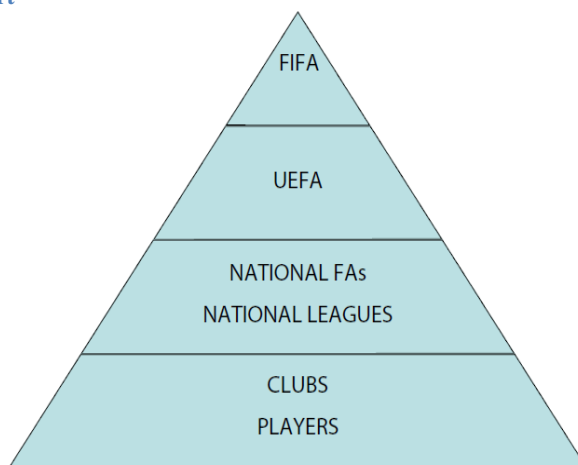 FIFA
UEFA
NATIONAL FAs
NATIONAL LEAGUES
CLUBS
PLAYERS